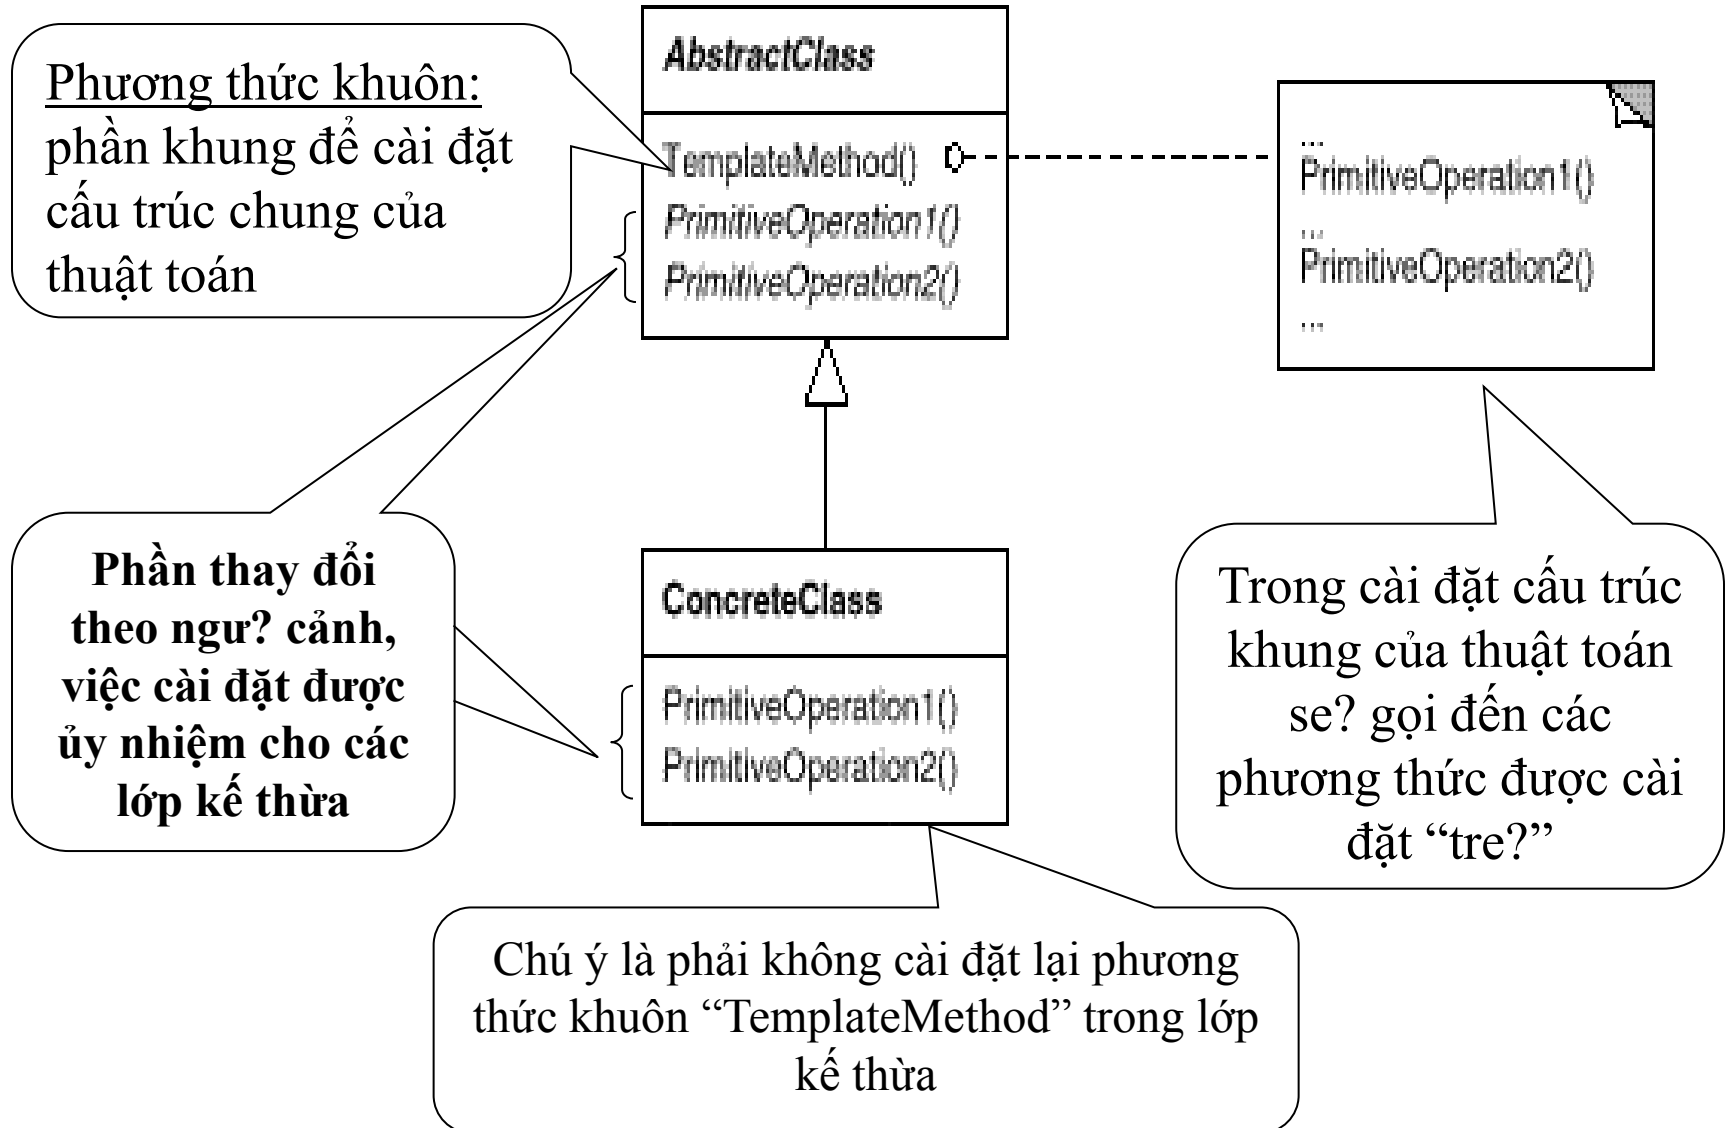 AbstractClass
Phương thức khuôn:
phần khung để cài đặt
cấu trúc chung của
thuật toán
TemplateMethod()
PrimitiveOperation1()
PrimitiveOperation2()
...
PrimitiveOperation1()
...
PrimitiveOperation2()
...
Phần thay đổi
theo ngư? cảnh,
việc cài đặt được
ủy nhiệm cho các
lớp kế thừa
ConcreteClass
PrimitiveOperation1()
PrimitiveOperation2()
Trong cài đặt cấu trúc
khung của thuật toán
se? gọi đến các
phương thức được cài
đặt “tre?”
Chú ý là phải không cài đặt lại phương
thức khuôn “TemplateMethod” trong lớp
kế thừa